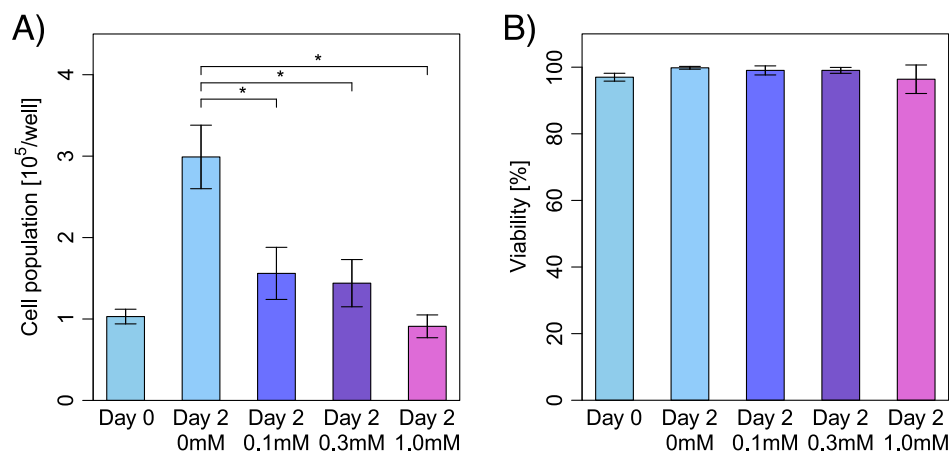 A)
Cell population [10⁵/well]
4
3
2
1
0
*
*
*
Day 0 Day 2 Day 2 Day 2 Day 2
0mM 0.1mM 0.3mM 1.0mM
B)
Viability [%]
100
80
60
40
20
0
Day 0 Day 2 Day 2 Day 2 Day 2
0mM 0.1mM 0.3mM 1.0mM